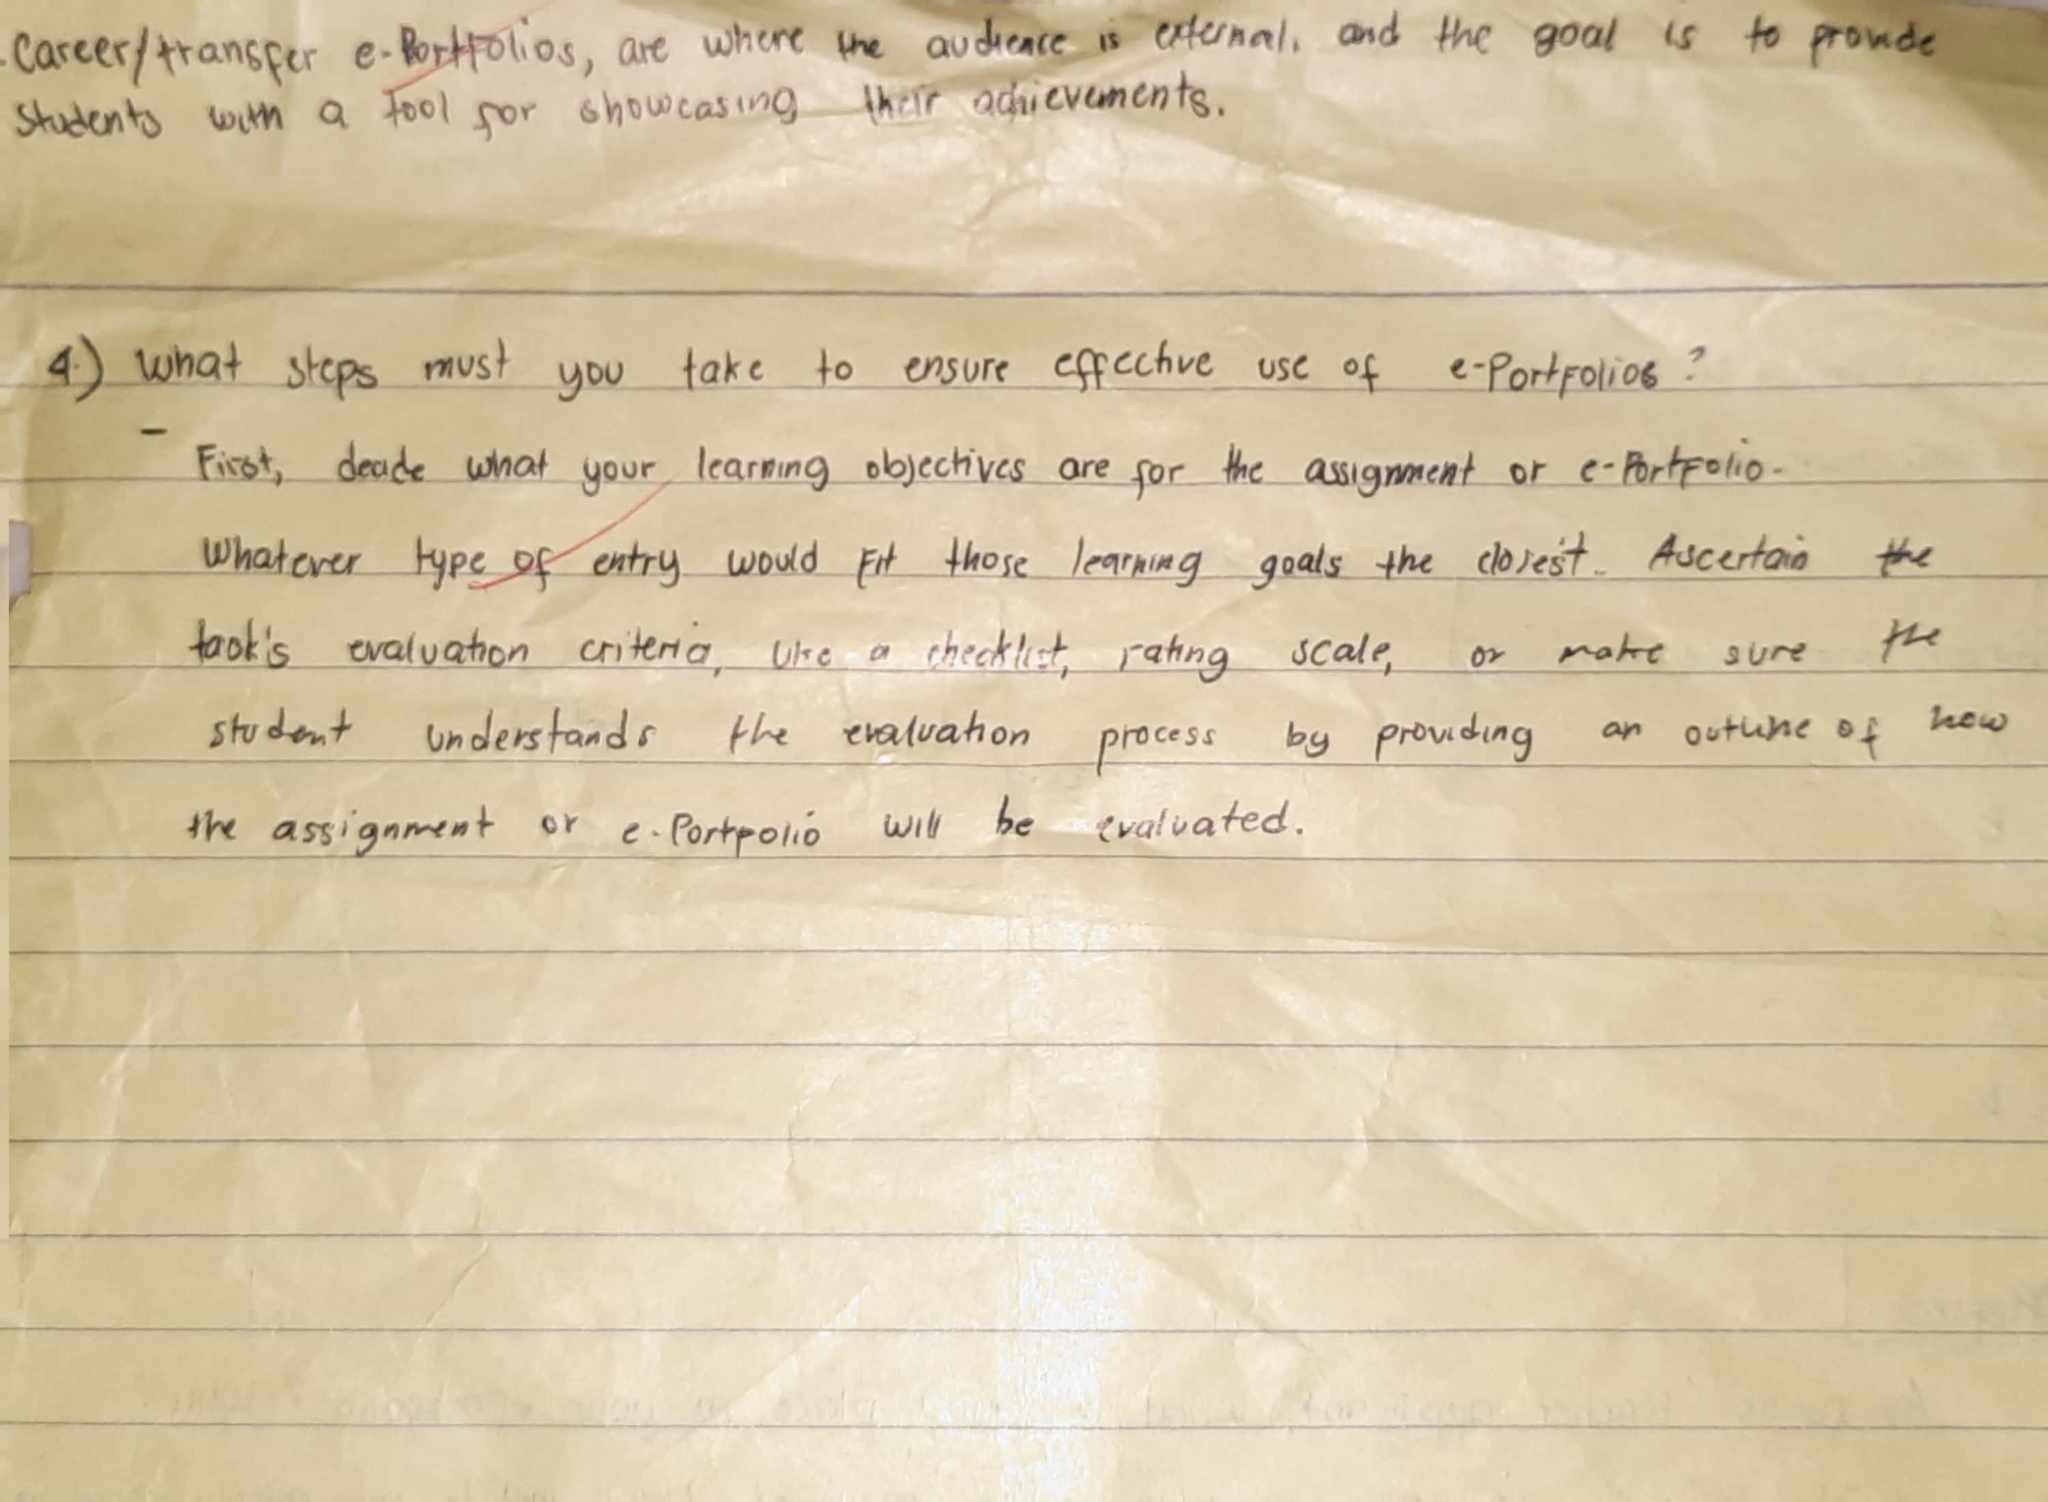 - Career/transfer e-Portfolios, are where the audience is external, and the goal is to provide
students with a tool for showcasing their achievements.
4.) What steps must you take to ensure effective use of e-Portfolios?
- First, decide what your learning objectives are for the assignment or e-Portfolio.
Whatever type of entry would fit those learning goals the closest. Ascertain the
task's evaluation criteria, Use a checklist, rating scale, or make sure the
student understands the evaluation process by providing an outline of how
the assignment or e-Portpolio will be evaluated.